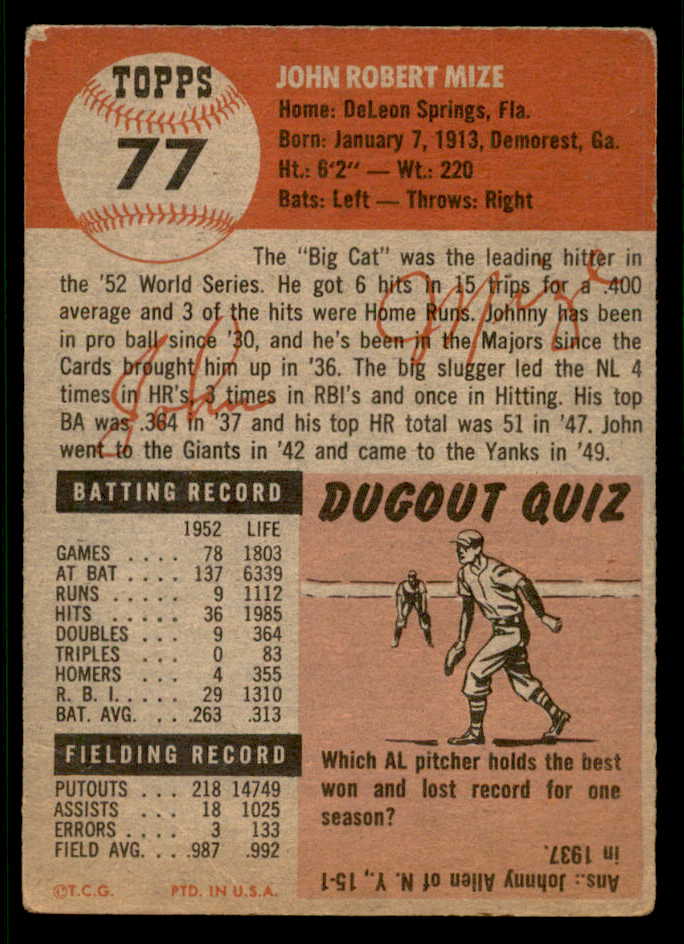 TOPPS
77
JOHN ROBERT MIZE
Home: DeLeon Springs, Fla.
Born: January 7, 1913, Demorest, Ga.
Ht.: 6'2" — Wt.: 220
Bats: Left — Throws: Right
The "Big Cat" was the leading hitter in
the '52 World Series. He got 6 hits in 15 trips for a .400
average and 3 of the hits were Home Runs. Johnny has been
in pro ball since '30, and he's been in the Majors since the
Cards brought him up in '36. The big slugger led the NL 4
times in HR's, 3 times in RBI's and once in Hitting. His top
BA was .364 in '37 and his top HR total was 51 in '47. John
went to the Giants in '42 and came to the Yanks in '49.
John Mize
BATTING RECORD
1952 LIFE
GAMES .... 78 1803
AT BAT .... 137 6339
RUNS ..... 9 1112
HITS ..... 36 1985
DOUBLES ... 9 364
TRIPLES ... 0 83
HOMERS ... 4 355
R. B. I. .... 29 1310
BAT. AVG. ... .263 .313
FIELDING RECORD
PUTOUTS ... 218 14749
ASSISTS ... 18 1025
ERRORS .... 3 133
FIELD AVG. ... .987 .992
©T.C.G. PTD. IN U.S.A.
DUGOUT QUIZ
Which AL pitcher holds the best
won and lost record for one
season?
Ans.: Johnny Allen of N. Y., 15-1
in 1937.